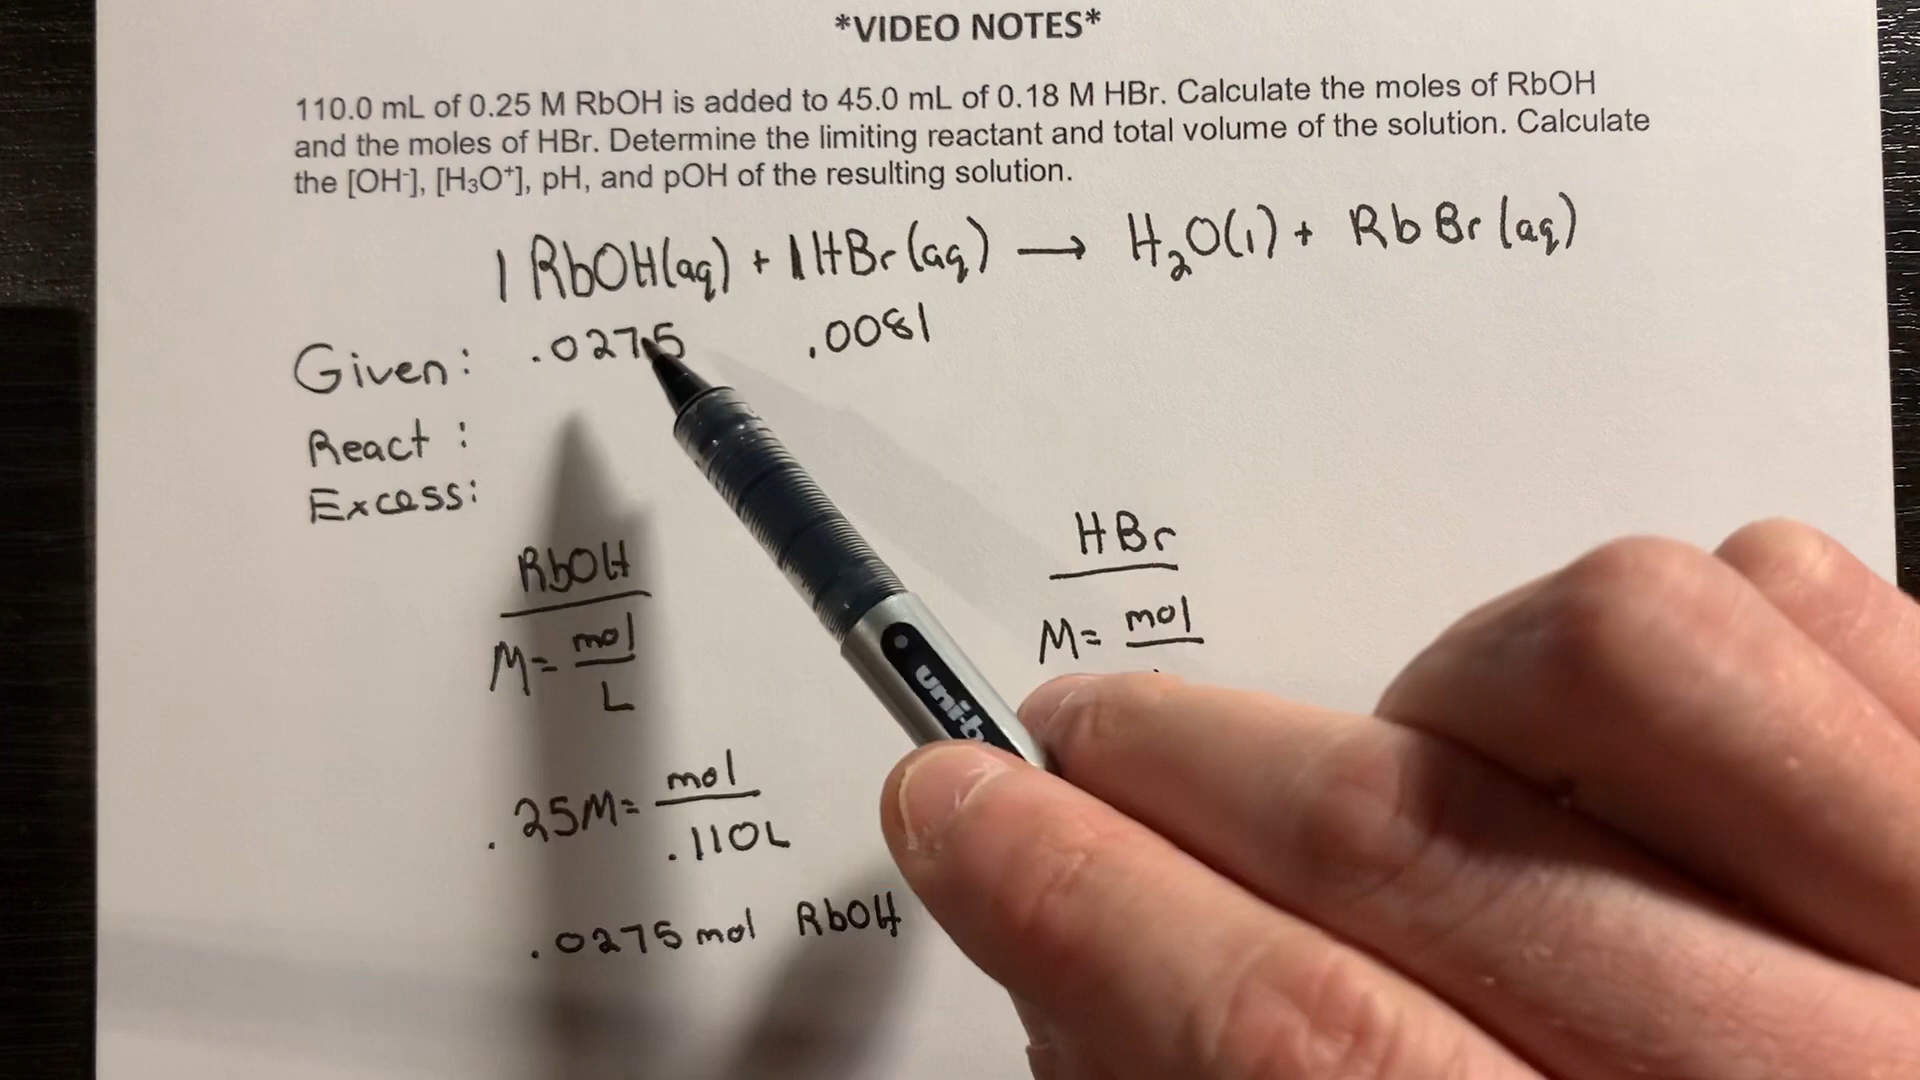 *VIDEO NOTES*
110.0 mL of 0.25 M RbOH is added to 45.0 mL of 0.18 M HBr. Calculate the moles of RbOH
and the moles of HBr. Determine the limiting reactant and total volume of the solution. Calculate
the [OH⁻], [H₃O⁺], pH, and pOH of the resulting solution.
1 RbOH(aq) + 1 HBr(aq) → H₂O(l) + RbBr(aq)
Given: .0275 .0081
React :
Excess:
RbOH
M= mol
L
.25M= mol
.110L
.0275 mol RbOH
HBr
M= mol
uni-b